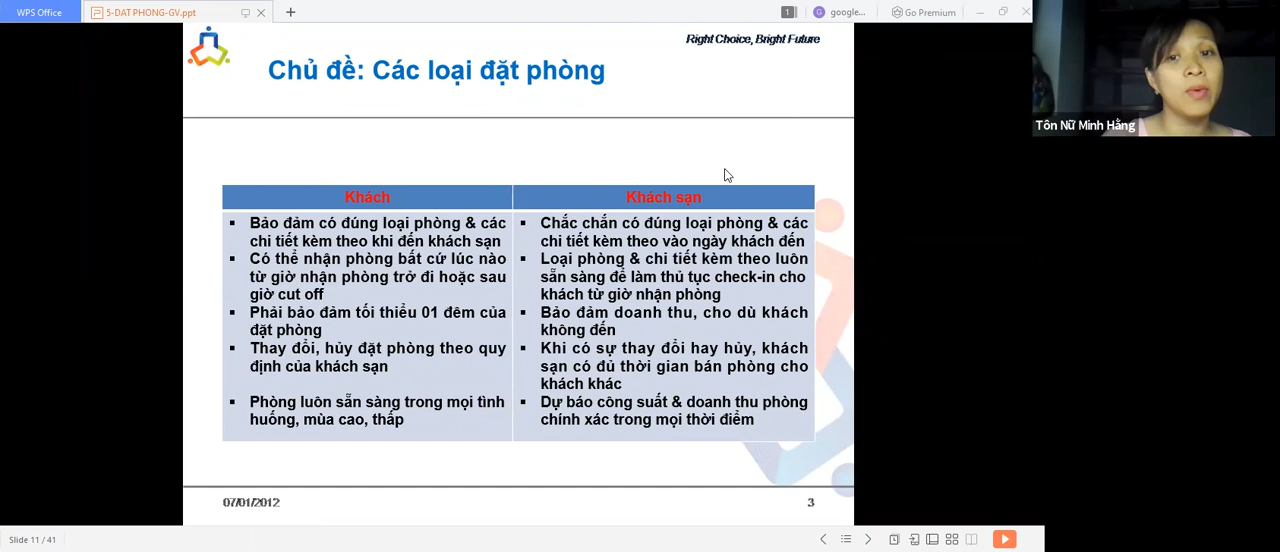 WPS Office
5-DAT PHONG-GV.ppt
1
G
google...
Go Premium
Right Choice, Bright Future
Chủ đề: Các loại đặt phòng
Tôn Nữ Minh Hằng
Khách
Bảo đảm có đúng loại phòng & các
chi tiết kèm theo khi đến khách sạn
Có thể nhận phòng bất cứ lúc nào
từ giờ nhận phòng trở đi hoặc sau
giờ cut off
Phải bảo đảm tối thiểu 01 đêm của
đặt phòng
Thay đổi, hủy đặt phòng theo quy
định của khách sạn
Phòng luôn sẵn sàng trong mọi tình
huống, mùa cao, thấp
Khách sạn
Chắc chắn có đúng loại phòng & các
chi tiết kèm theo vào ngày khách đến
Loại phòng & chi tiết kèm theo luôn
sẵn sàng để làm thủ tục check-in cho
khách từ giờ nhận phòng
Bảo đảm doanh thu, cho dù khách
không đến
Khi có sự thay đổi hay hủy, khách
sạn có đủ thời gian bán phòng cho
khách khác
Dự báo công suất & doanh thu phòng
chính xác trong mọi thời điểm
07/01/2012
3
Slide 11 / 41